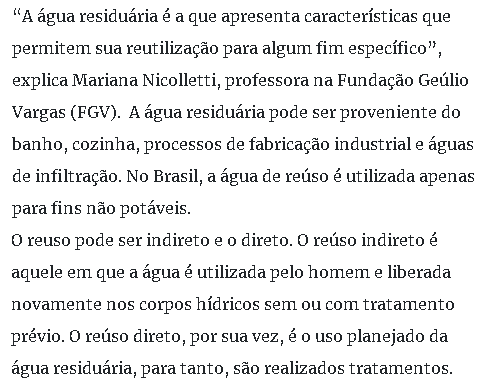 “A água residuária é a que apresenta características que
permitem sua reutilização para algum fim específico”,
explica Mariana Nicolletti, professora na Fundação Geúlio
Vargas (FGV).  A água residuária pode ser proveniente do
banho, cozinha, processos de fabricação industrial e águas
de infiltração. No Brasil, a água de reúso é utilizada apenas
para fins não potáveis.
O reuso pode ser indireto e o direto. O reúso indireto é
aquele em que a água é utilizada pelo homem e liberada
novamente nos corpos hídricos sem ou com tratamento
prévio. O reúso direto, por sua vez, é o uso planejado da
água residuária, para tanto, são realizados tratamentos.